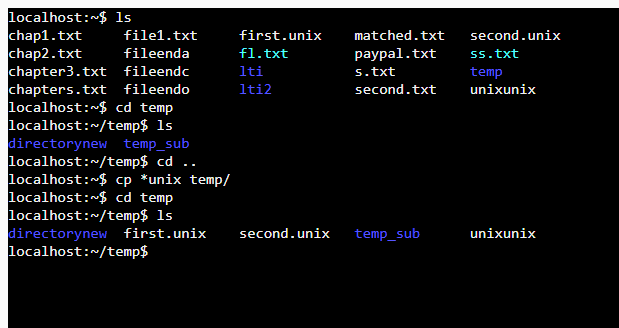 localhost:~$ ls
chap1.txt     file1.txt     first.unix    matched.txt   second.unix
chap2.txt     fileenda      fl.txt        paypal.txt    ss.txt
chapter3.txt  fileendc      lti           s.txt         temp
chapters.txt  fileendo      lti2          second.txt    unixunix
localhost:~$ cd temp
localhost:~/temp$ ls
directorynew  temp_sub
localhost:~/temp$ cd ..
localhost:~$ cp *unix temp/
localhost:~$ cd temp
localhost:~/temp$ ls
directorynew  first.unix    second.unix   temp_sub      unixunix
localhost:~/temp$